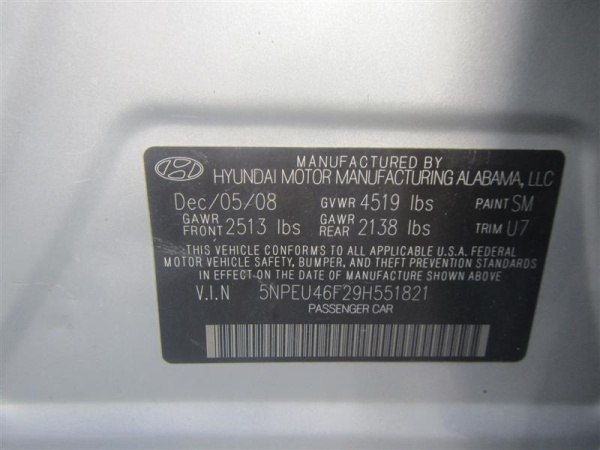 MANUFACTURED BY
HYUNDAI MOTOR MANUFACTURING ALABAMA, LLC
Dec/05/08 GVWR 4519 lbs PAINT SM
GAWR FRONT 2513 lbs GAWR REAR 2138 lbs TRIM U7
THIS VEHICLE CONFORMS TO ALL APPLICABLE U.S.A. FEDERAL
MOTOR VEHICLE SAFETY, BUMPER, AND THEFT PREVENTION STANDARDS
IN EFFECT ON THE DATE OF MANUFACTURE SHOWN ABOVE
V.I.N 5NPEU46F29H551821
PASSENGER CAR